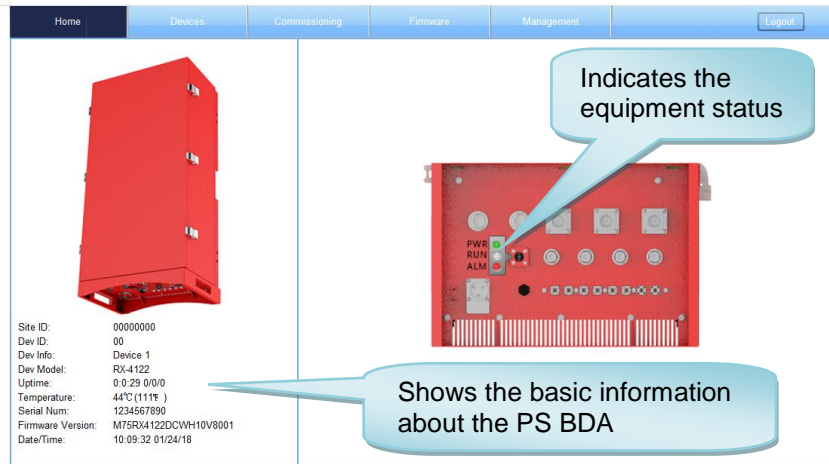 Home Devices Commissioning Firmware Management Logout
Indicates the
equipment status
PWR
RUN
ALM
Site ID: 00000000
Dev ID: 00
Dev Info: Device 1
Dev Model: RX-4122
Uptime: 0:0:29 0/0/0
Temperature: 44℃(111℉ )
Serial Num: 1234567890
Firmware Version: M75RX4122DCWH10V8001
Date/Time: 10:09:32 01/24/18
Shows the basic information
about the PS BDA